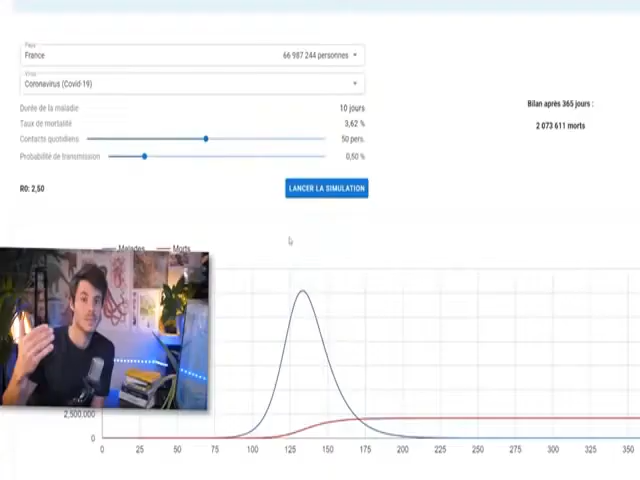 Pays
France 66 987 244 personnes
Virus
Coronavirus (Covid-19)
Durée de la maladie 10 jours
Taux de mortalité 3,62 %
Contacts quotidiens 50 pers.
Probabilité de transmission 0,50 %
R0: 2,50
LANCER LA SIMULATION
Bilan après 365 jours :
2 073 611 morts
Malades Morts
2,500,000
0
0 25 50 75 100 125 150 175 200 225 250 275 300 325 350